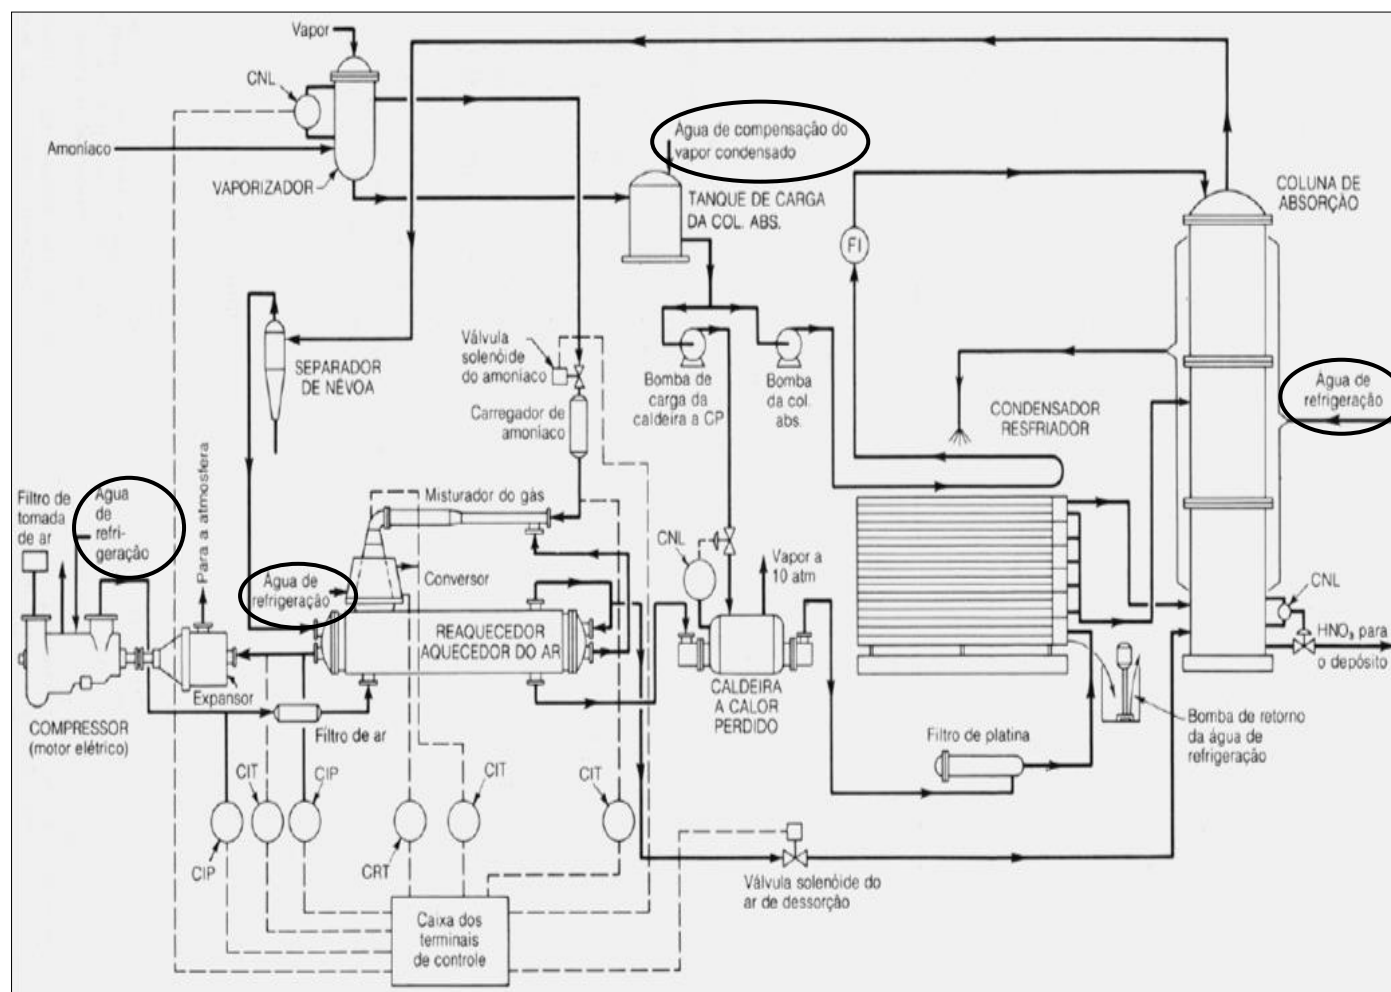 Vapor
CNL
Amoníaco
VAPORIZADOR
Água de compensação do
vapor condensado
TANQUE DE CARGA
DA COL. ABS.
COLUNA DE
ABSORÇÃO
FI
SEPARADOR
DE NÉVOA
Válvula
solenóide
do amoníaco
Carregador de
amoníaco
Bomba de
carga da
caldeira a CP
Bomba
da col.
abs.
CONDENSADOR
RESFRIADOR
Água de
refrigeração
Filtro de
tomada
de ar
Água
de
refri-
geração
Para a atmosfera
Misturador do gás
Conversor
Água de
refrigeração
CNL
Vapor a
10 atm
REAQUECEDOR
AQUECEDOR DO AR
CNL
HNO₃ para
o depósito
Expansor
COMPRESSOR
(motor elétrico)
Filtro de ar
CALDEIRA
A CALOR
PERDIDO
Filtro de platina
Bomba de retorno
da água de
refrigeração
CIT
CIP
CIT
CIT
CIP
CRT
Válvula solenóide do
ar de dessorção
Caixa dos
terminais
de controle